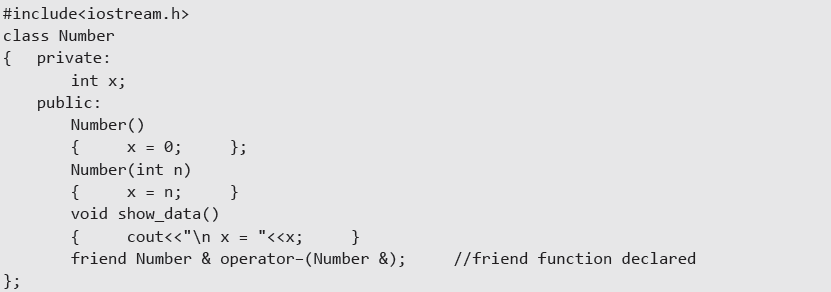 #include<iostream.h>
class Number
{   private:
        int x;
    public:
        Number()
        {     x = 0;     };
        Number(int n)
        {     x = n;     }
        void show_data()
        {     cout<<"\n x = "<<x;     }
        friend Number & operator–(Number &);     //friend function declared
};